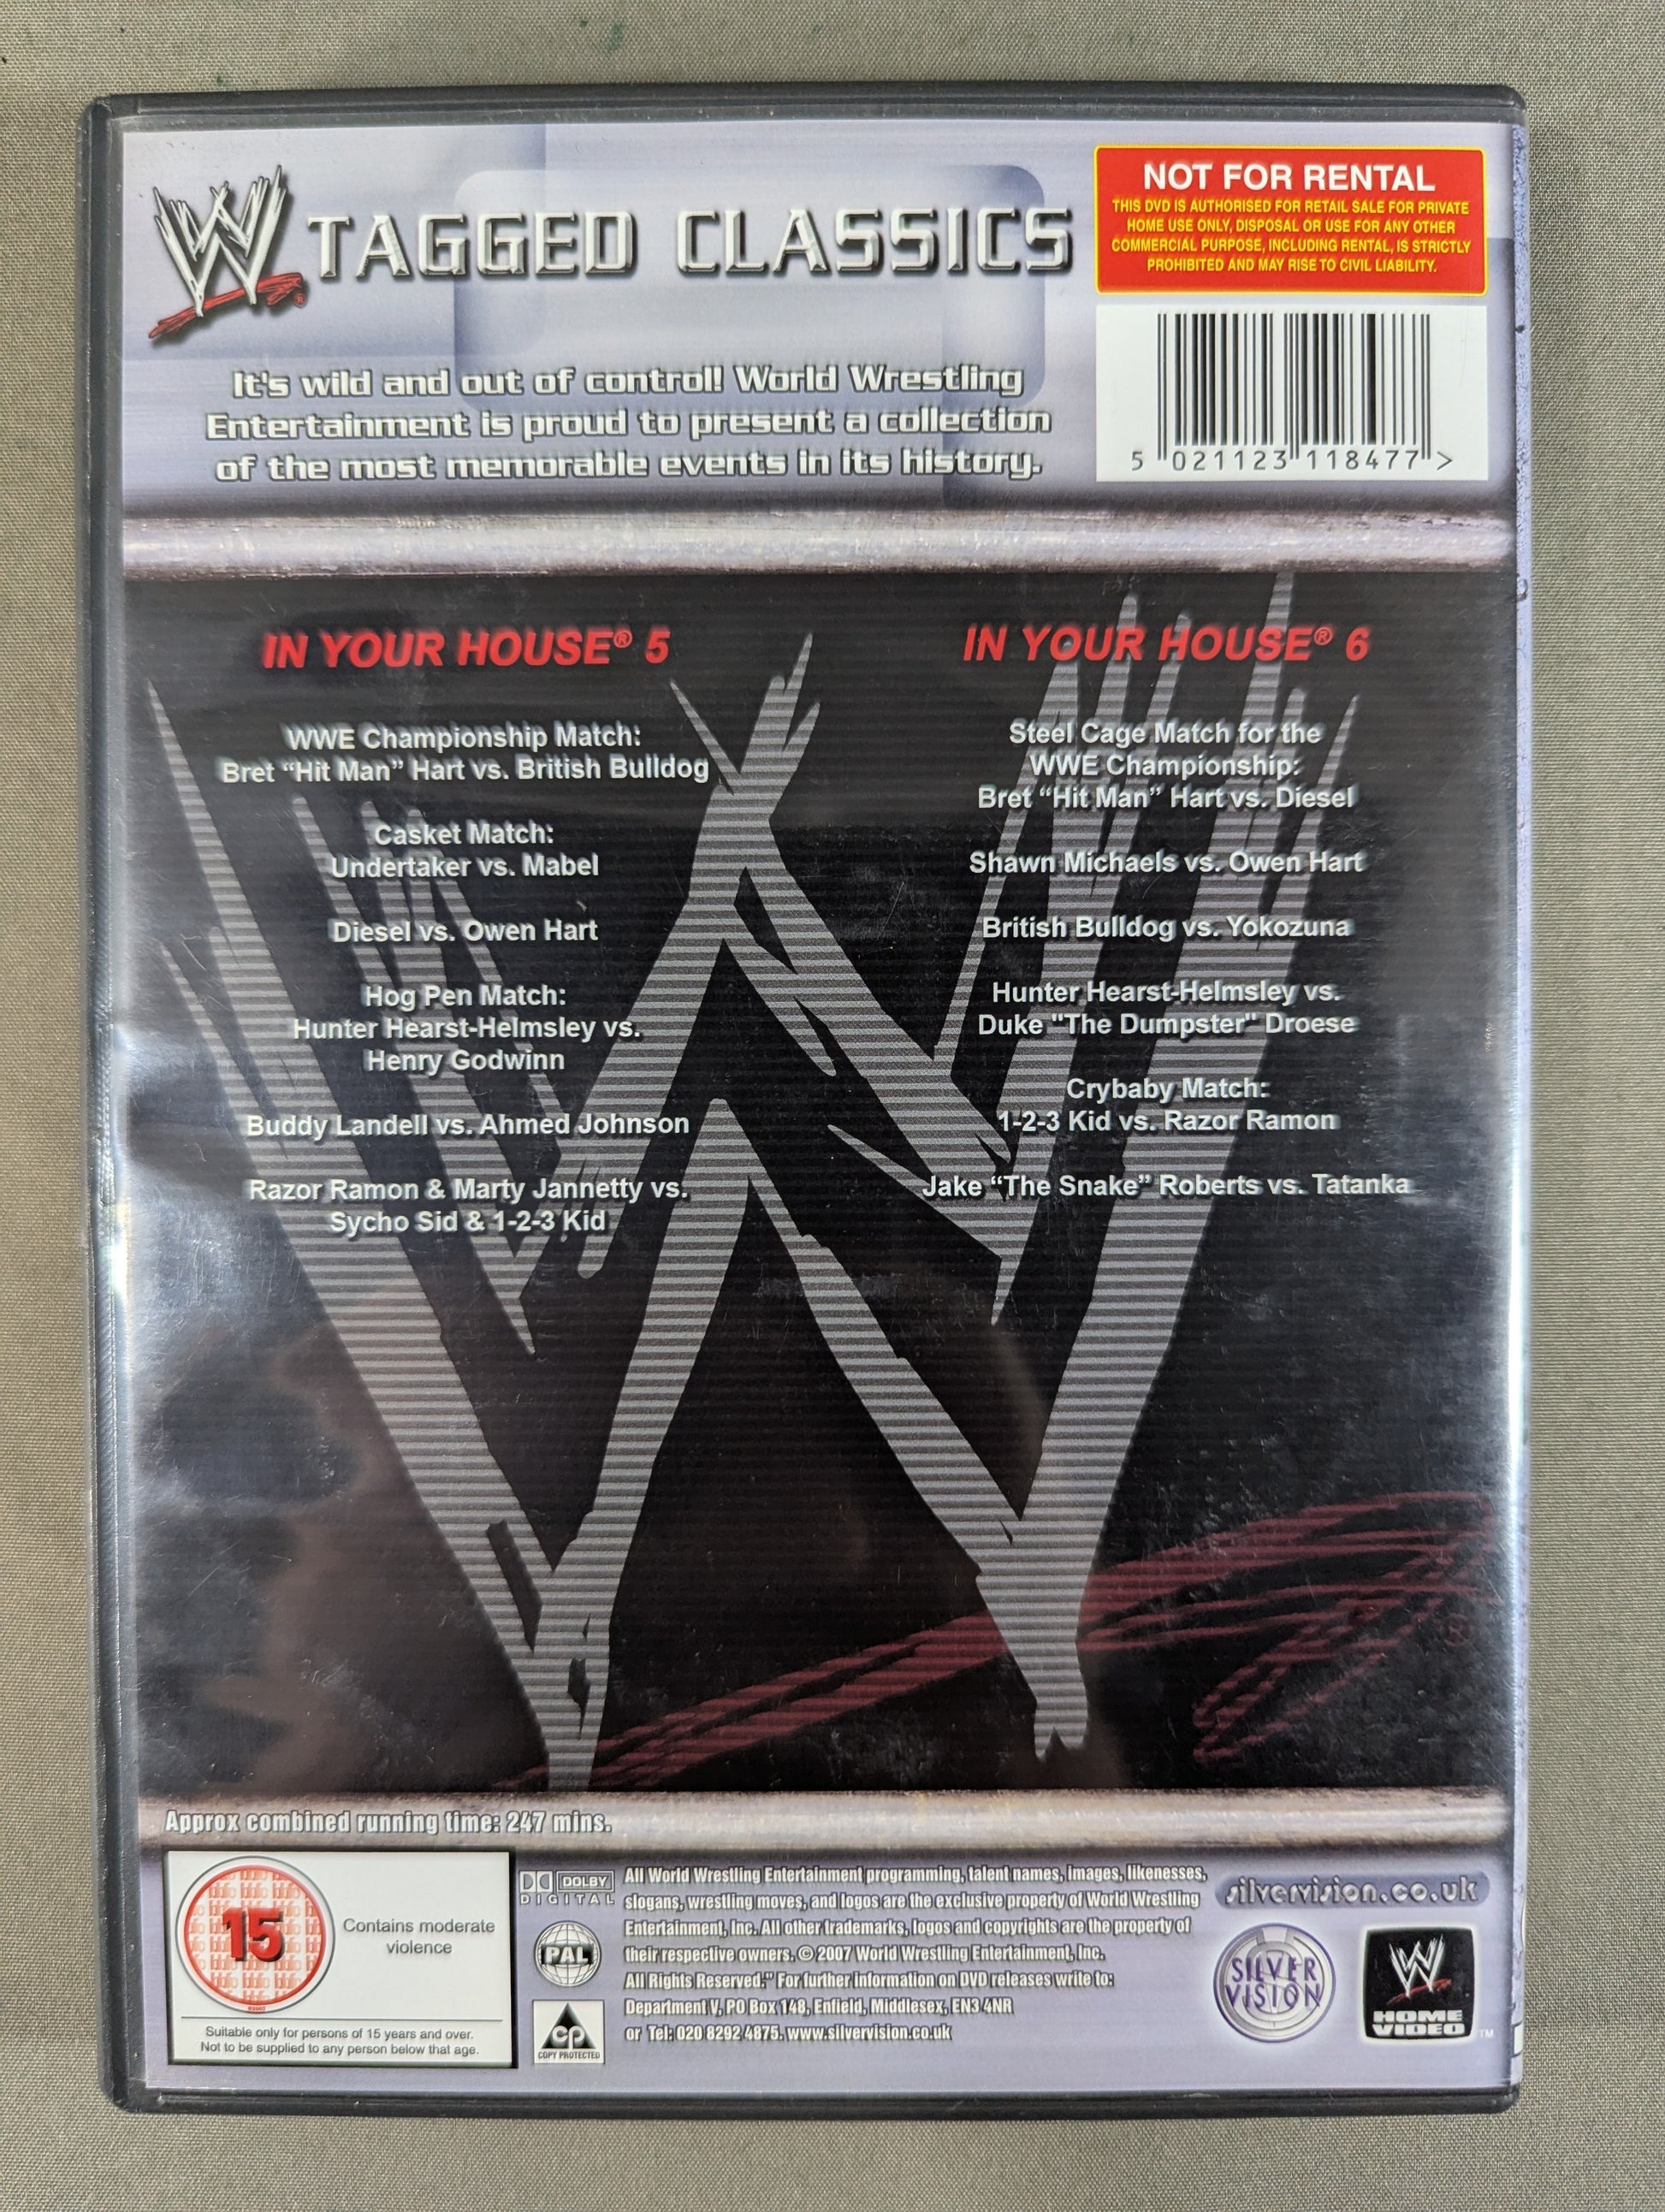 W TAGGED CLASSICS
It's wild and out of control! World Wrestling
Entertainment is proud to present a collection
of the most memorable events in its history.
NOT FOR RENTAL
THIS DVD IS AUTHORISED FOR RETAIL SALE FOR PRIVATE
HOME USE ONLY, DISPOSAL OR USE FOR ANY OTHER
COMMERCIAL PURPOSE, INCLUDING RENTAL, IS STRICTLY
PROHIBITED AND MAY RISE TO CIVIL LIABILITY.
5 021123 118477 >
IN YOUR HOUSE® 5
WWE Championship Match:
Bret “Hit Man” Hart vs. British Bulldog
Casket Match:
Undertaker vs. Mabel
Diesel vs. Owen Hart
Hog Pen Match:
Hunter Hearst-Helmsley vs.
Henry Godwinn
Buddy Landell vs. Ahmed Johnson
Razor Ramon & Marty Jannetty vs.
Sycho Sid & 1-2-3 Kid
IN YOUR HOUSE® 6
Steel Cage Match for the
WWE Championship:
Bret “Hit Man” Hart vs. Diesel
Shawn Michaels vs. Owen Hart
British Bulldog vs. Yokozuna
Hunter Hearst-Helmsley vs.
Duke "The Dumpster" Droese
Crybaby Match:
1-2-3 Kid vs. Razor Ramon
Jake “The Snake” Roberts vs. Tatanka
Approx combined running time: 247 mins.
15
Contains moderate
violence
Suitable only for persons of 15 years and over.
Not to be supplied to any person below that age.
DOLBY
DIGITAL
PAL
CP
COPY PROTECTED
All World Wrestling Entertainment programming, talent names, images, likenesses,
slogans, wrestling moves, and logos are the exclusive property of World Wrestling
Entertainment, Inc. All other trademarks, logos and copyrights are the property of
their respective owners. © 2007 World Wrestling Entertainment, Inc.
All Rights Reserved." For further information on DVD releases write to:
Department V, PO Box 148, Enfield, Middlesex, EN3 4NR
or Tel: 020 8292 4875. www.silvervision.co.uk
silvervision.co.uk
SILVER
VISION
W
HOME
VIDEO™